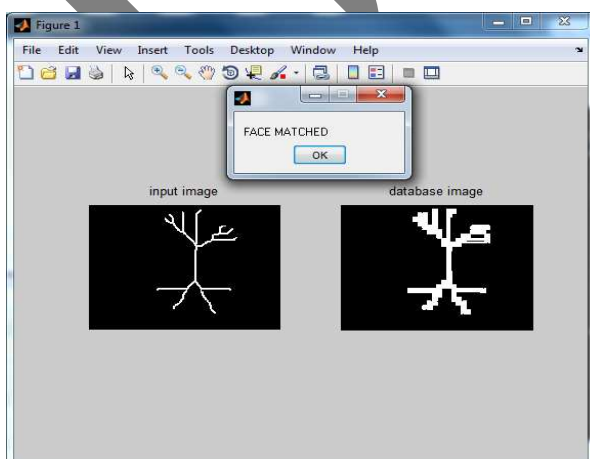 Figure 1
File Edit View Insert Tools Desktop Window Help
FACE MATCHED
OK
input image database image